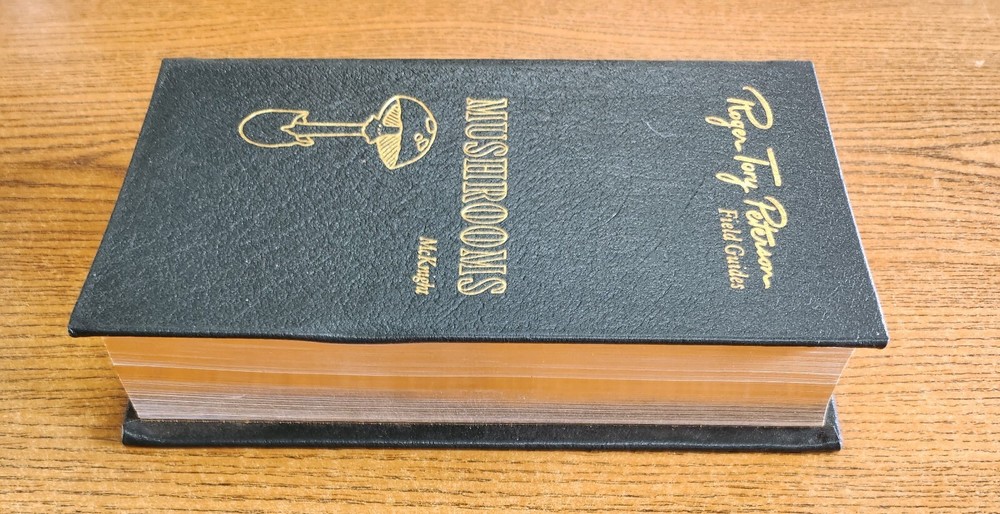 Roger Tory Peterson
Field Guides
MUSHROOMS
McKnight